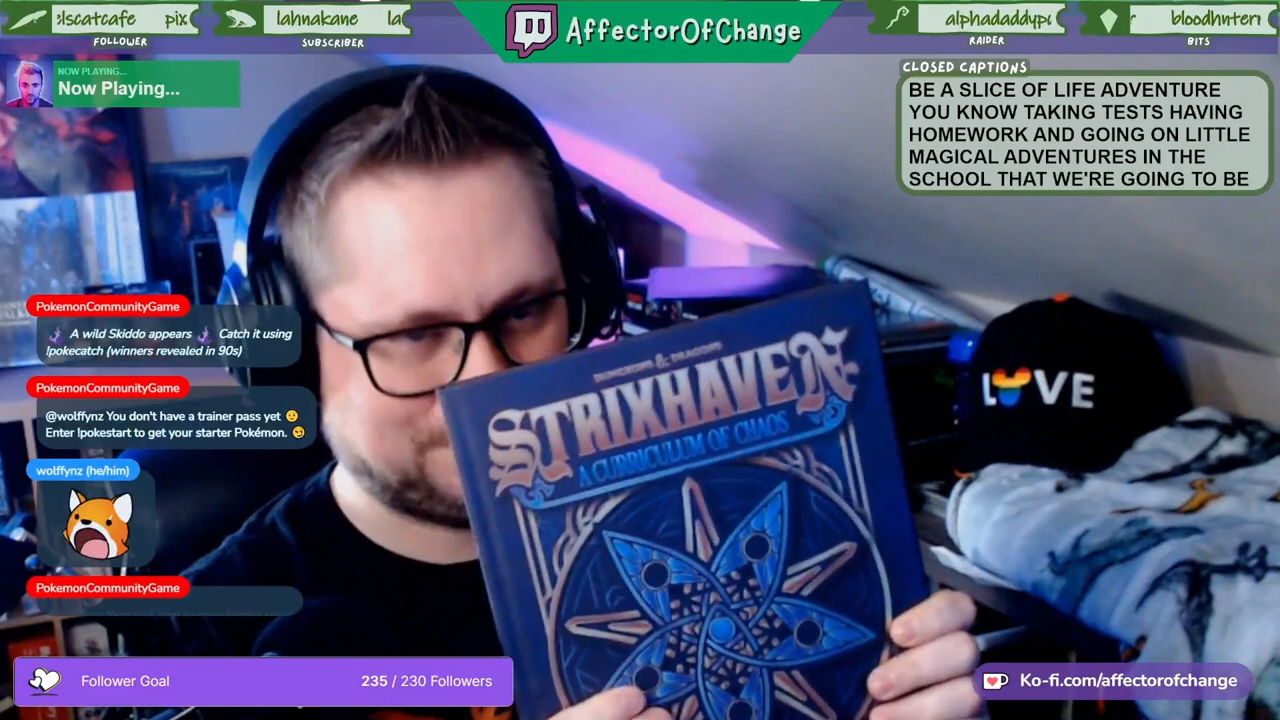 lscatcafe pix
FOLLOWER
lahnakane la
SUBSCRIBER
AffectorOfChange
alphadaddyp
RAIDER
r bloodhnter
BITS
NOW PLAYING...
Now Playing...
CLOSED CAPTIONS
BE A SLICE OF LIFE ADVENTURE
YOU KNOW TAKING TESTS HAVING
HOMEWORK AND GOING ON LITTLE
MAGICAL ADVENTURES IN THE
SCHOOL THAT WE'RE GOING TO BE
PokemonCommunityGame
A wild Skiddo appears Catch it using
!pokecatch (winners revealed in 90s)
PokemonCommunityGame
@wolffynz You don't have a trainer pass yet
Enter !pokestart to get your starter Pokémon.
wolffynz (he/him)
PokemonCommunityGame
DUNGEONS & DRAGONS
STRIXHAVEN
A CURRICULUM OF CHAOS
LOVE
Follower Goal
235 / 230 Followers
Ko-fi.com/affectorofchange